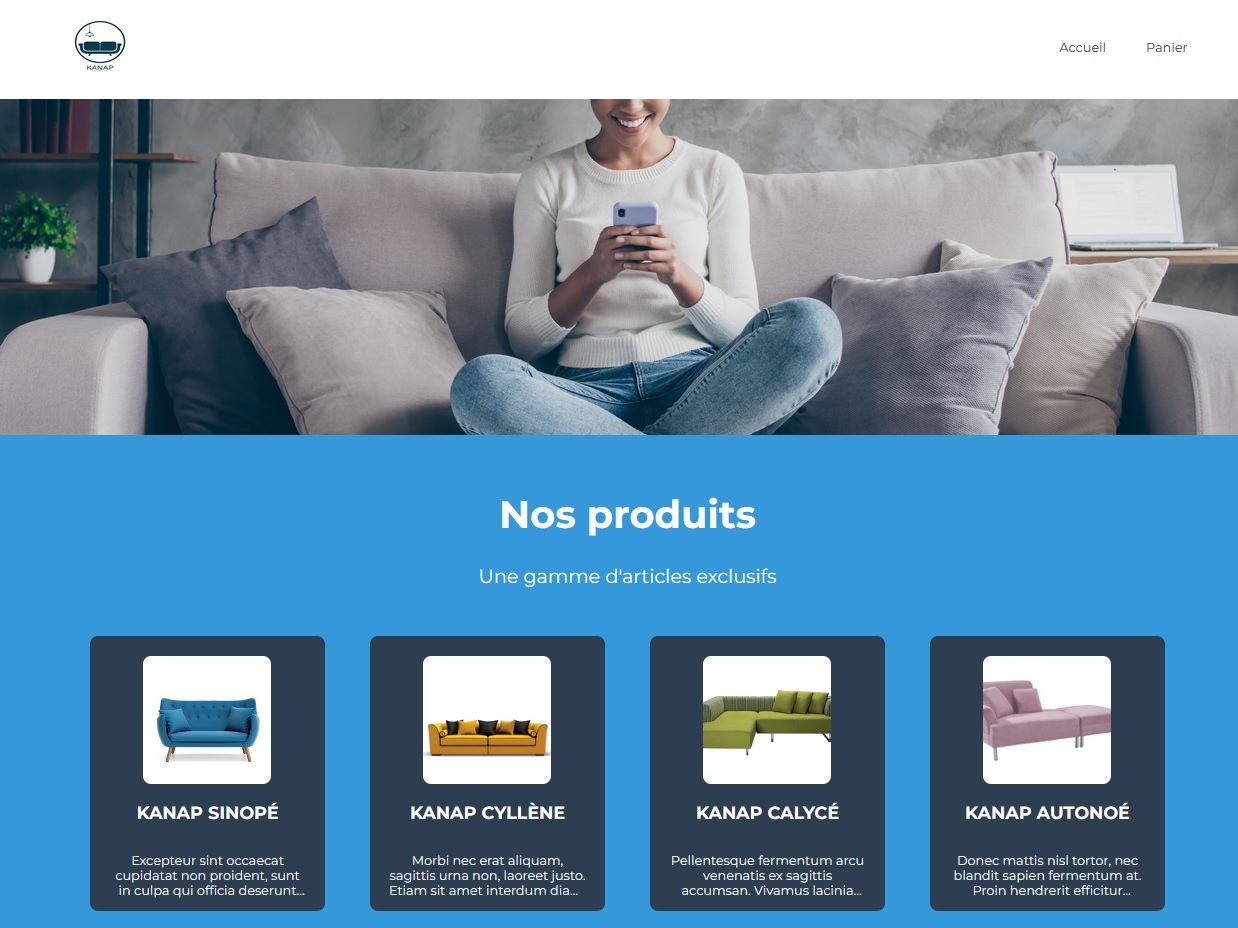 KANAP
Accueil
Panier
Nos produits
Une gamme d'articles exclusifs
KANAP SINOPÉ
Excepteur sint occaecat
cupidatat non proident, sunt
in culpa qui officia deserunt...
KANAP CYLLÈNE
Morbi nec erat aliquam,
sagittis urna non, laoreet justo.
Etiam sit amet interdum dia...
KANAP CALYCÉ
Pellentesque fermentum arcu
venenatis ex sagittis
accumsan. Vivamus lacinia...
KANAP AUTONOÉ
Donec mattis nisl tortor, nec
blandit sapien fermentum at.
Proin hendrerit efficitur...